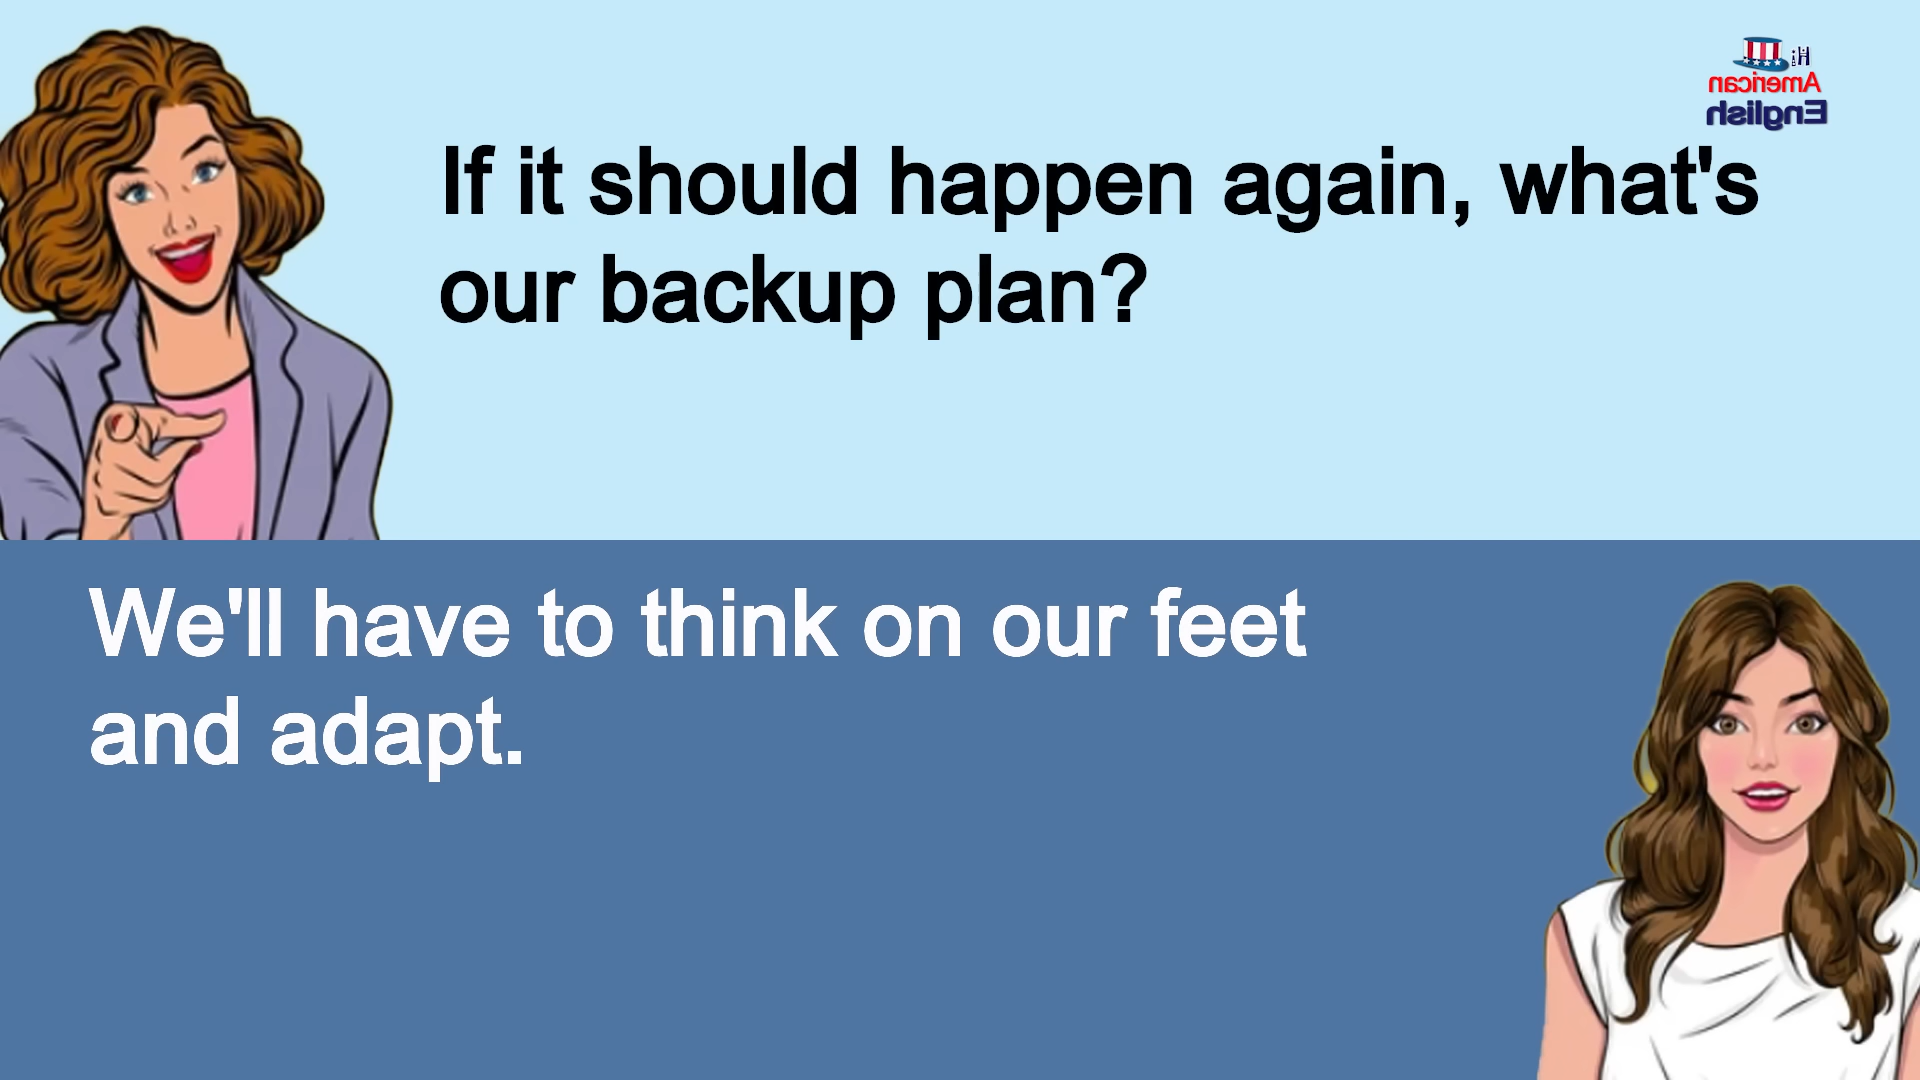 Hi
American
English
If it should happen again, what's
our backup plan?
We'll have to think on our feet
and adapt.